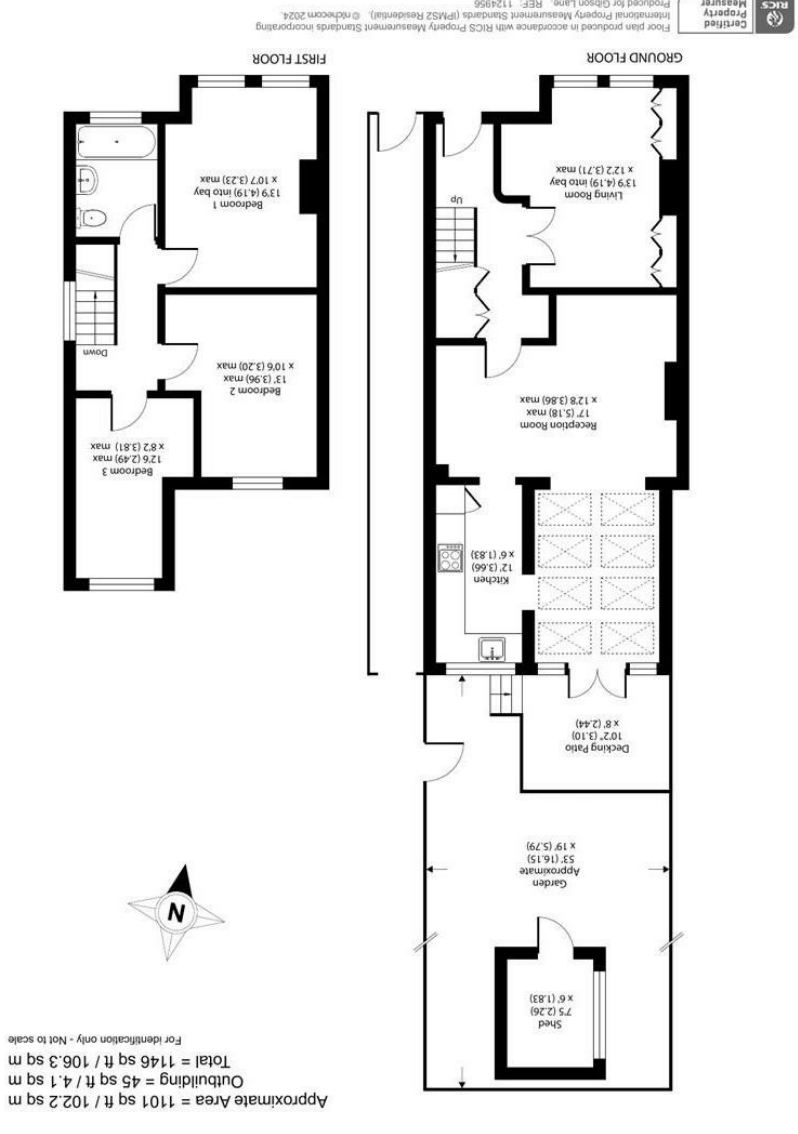 Approximate Area = 1101 sq ft / 102.2 sq m
Outbuilding = 45 sq ft / 4.1 sq m
Total = 1146 sq ft / 106.3 sq m
For identification only - Not to scale
Shed
7'5 (2.26)
x 6' (1.83)
N
Garden
Approximate
53' (16.15)
x 19' (5.79)
Decking Patio
10'2" (3.10)
x 8' (2.44)
Kitchen
12' (3.66)
x 6' (1.83)
Reception Room
17' (5.18) max
x 12'8 (3.86) max
Up
Living Room
13'9 (4.19) into bay
x 12'2 (3.71) max
GROUND FLOOR
Bedroom 3
12'6 (2.49) max
x 8'2 (3.81) max
Down
Bedroom 2
13' (3.96) max
x 10'6 (3.20) max
Bedroom 1
13'9 (4.19) into bay
x 10'7 (3.23) max
FIRST FLOOR
RICS
Certified
Property
Measurer
Floor plan produced in accordance with RICS Property Measurement Standards incorporating
International Property Measurement Standards (IPMS2 Residential). © nichecom 2024.
Produced for Gibson Lane. REF: 1124956